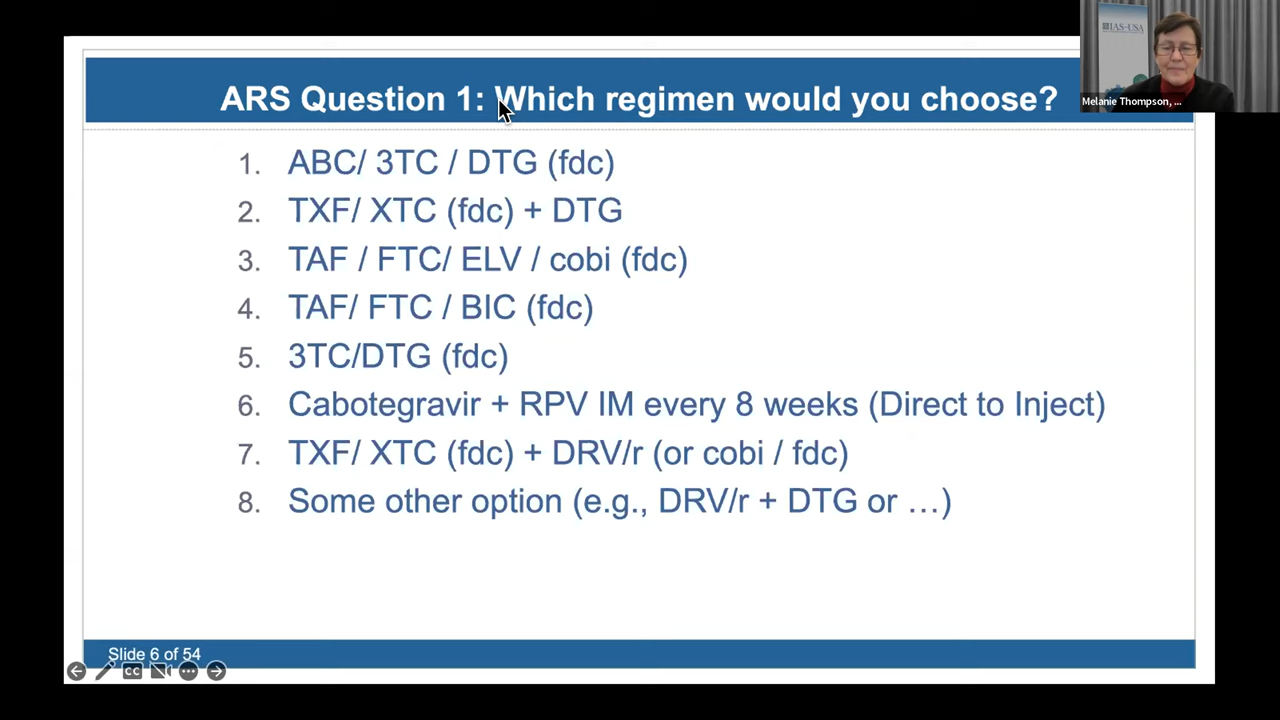 IAS-USA
ARS Question 1: Which regimen would you choose?
Melanie Thompson, ...
1. ABC/ 3TC / DTG (fdc)
2. TXF/ XTC (fdc) + DTG
3. TAF / FTC/ ELV / cobi (fdc)
4. TAF/ FTC / BIC (fdc)
5. 3TC/DTG (fdc)
6. Cabotegravir + RPV IM every 8 weeks (Direct to Inject)
7. TXF/ XTC (fdc) + DRV/r (or cobi / fdc)
8. Some other option (e.g., DRV/r + DTG or …)
Slide 6 of 54
CC